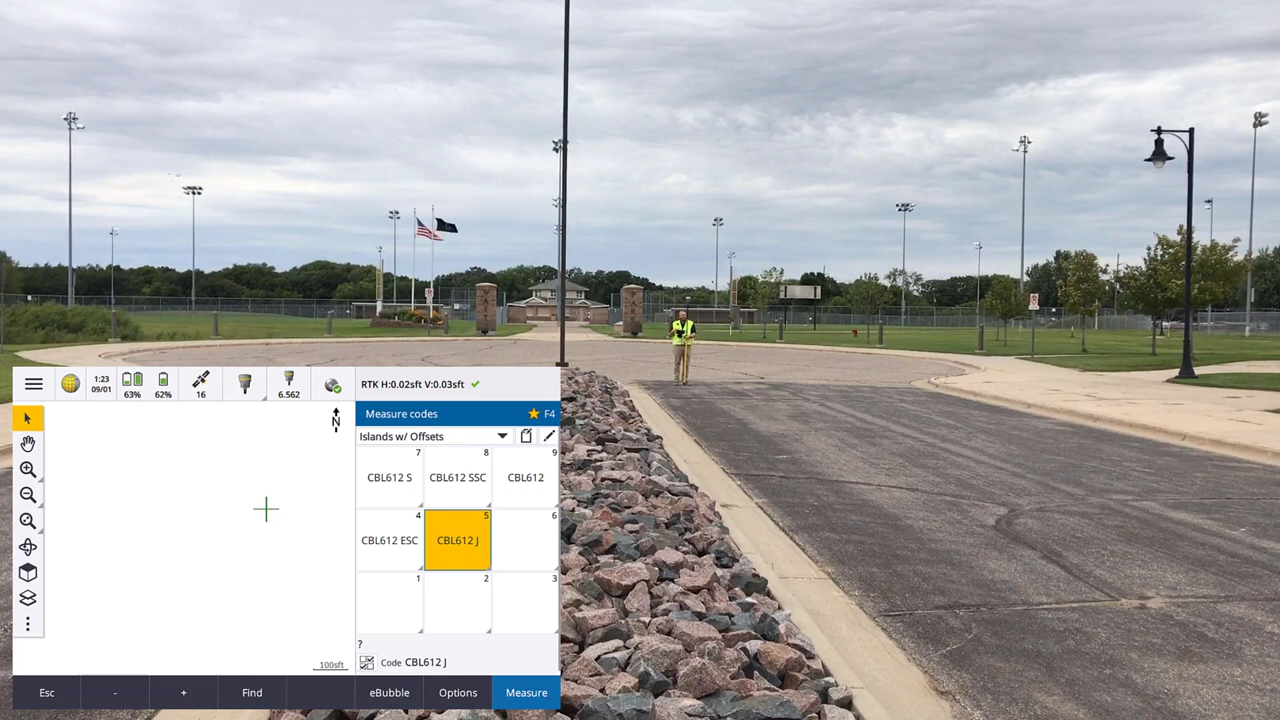 1:23
09/01
63%
62%
16
6.562
RTK H:0.02sft V:0.03sft
Measure codes
F4
N
Islands w/ Offsets
7
8
9
CBL612 S
CBL612 SSC
CBL612
4
5
6
CBL612 ESC
CBL612 J
1
2
3
?
100sft
Code CBL612 J
Esc
-
+
Find
eBubble
Options
Measure